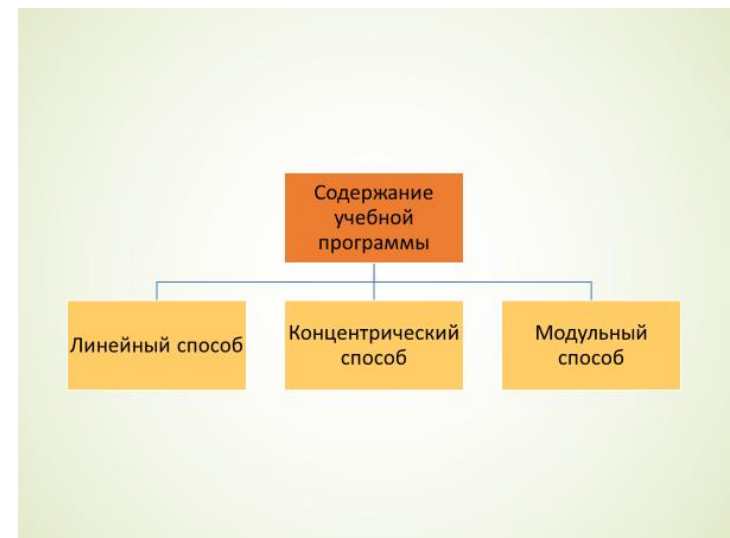 Содержание
учебной
программы
Линейный способ
Концентрический
способ
Модульный
способ